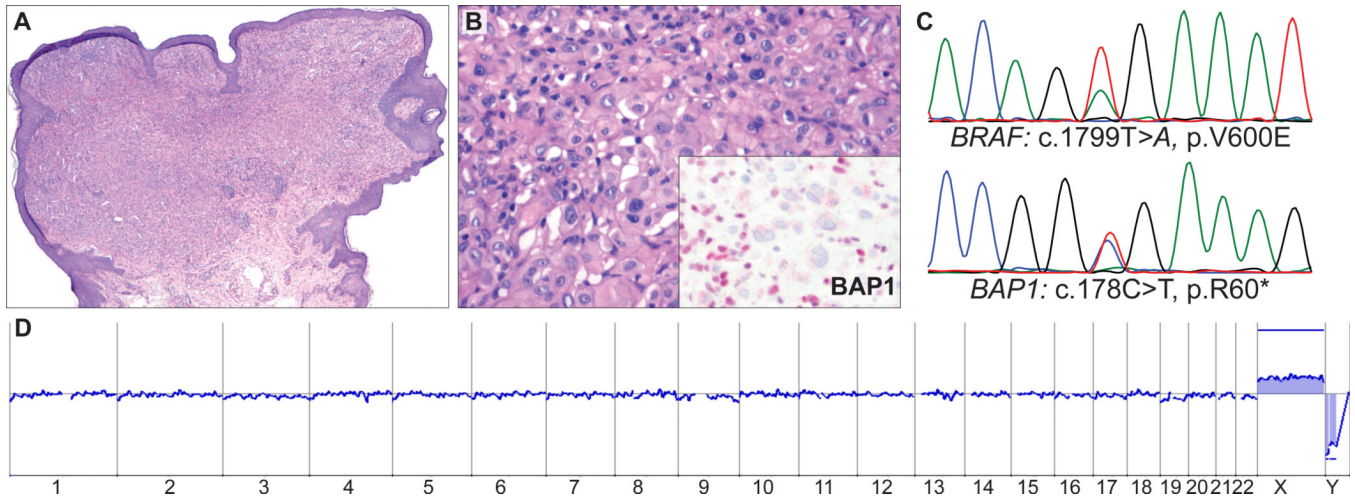 A
B
BAP1
C
BRAF: c.1799T>A, p.V600E
BAP1: c.178C>T, p.R60*
D
1 2 3 4 5 6 7 8 9 10 11 12 13 14 15 16 17 18 19 20 21 22 X Y